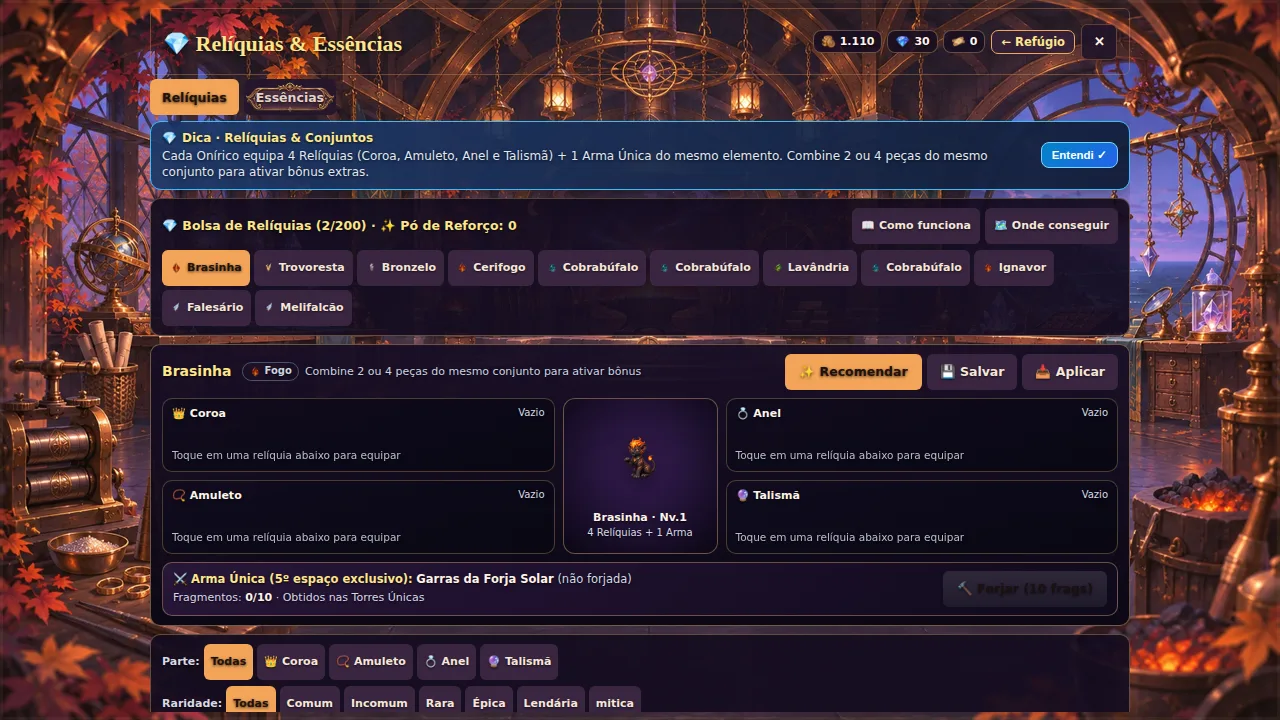 💎 Relíquias & Essências
1.110
30
0
← Refúgio
✕
Relíquias
Essências
💎 Dica · Relíquias & Conjuntos
Cada Onírico equipa 4 Relíquias (Coroa, Amuleto, Anel e Talismã) + 1 Arma Única do mesmo elemento. Combine 2 ou 4 peças do mesmo
conjunto para ativar bônus extras.
Entendi ✓
💎 Bolsa de Relíquias (2/200) · ✨ Pó de Reforço: 0
📖 Como funciona
🗺️ Onde conseguir
Brasinha
Trovoresta
Bronzelo
Cerifogo
Cobrabúfalo
Cobrabúfalo
Lavândria
Cobrabúfalo
Ignavor
Falesário
Melifalcão
Brasinha
Fogo
Combine 2 ou 4 peças do mesmo conjunto para ativar bônus
✨ Recomendar
💾 Salvar
📥 Aplicar
👑 Coroa
Vazio
Toque em uma relíquia abaixo para equipar
💍 Anel
Vazio
Toque em uma relíquia abaixo para equipar
📿 Amuleto
Vazio
Toque em uma relíquia abaixo para equipar
Brasinha · Nv.1
4 Relíquias + 1 Arma
🔮 Talismã
Vazio
Toque em uma relíquia abaixo para equipar
⚔️ Arma Única (5º espaço exclusivo): Garras da Forja Solar (não forjada)
Fragmentos: 0/10 · Obtidos nas Torres Únicas
🔨 Forjar (10 frags)
Parte:
Todas
👑 Coroa
📿 Amuleto
💍 Anel
🔮 Talismã
Raridade:
Todas
Comum
Incomum
Rara
Épica
Lendária
mitica